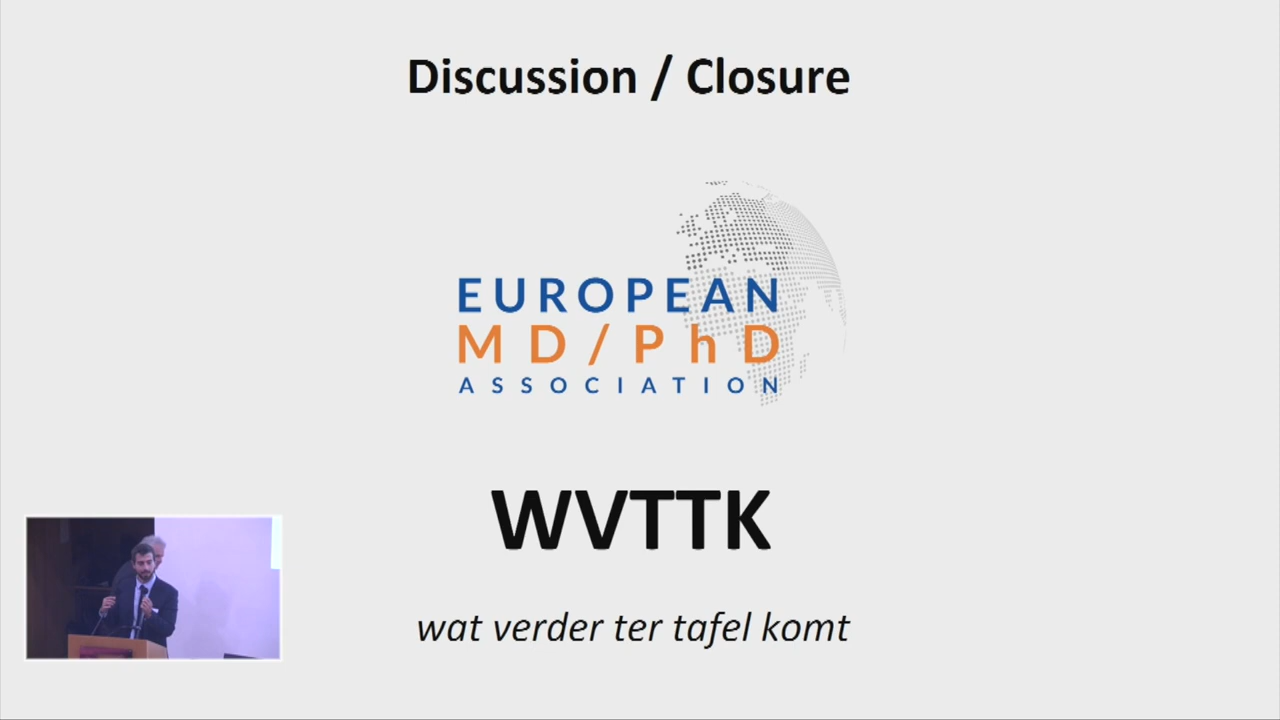 Discussion / Closure
EUROPEAN
MD/PhD
ASSOCIATION
WVTTK
wat verder ter tafel komt